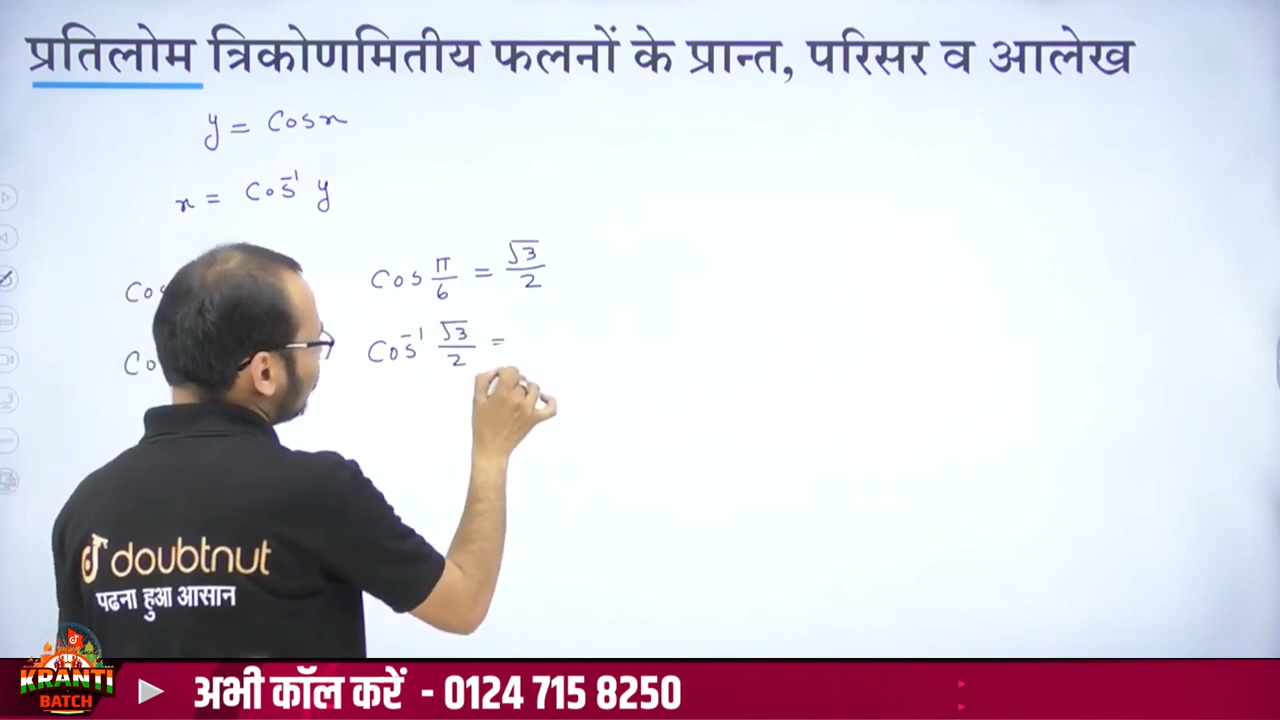 प्रतिलोम त्रिकोणमितीय फलनों के प्रान्त, परिसर व आलेख
y = Cosx
x = Cos⁻¹ y
Cos π/6 = √3/2
Cos⁻¹ √3/2 =
doubtnut
पढना हुआ आसान
KRANTI
BATCH
अभी कॉल करें - 0124 715 8250